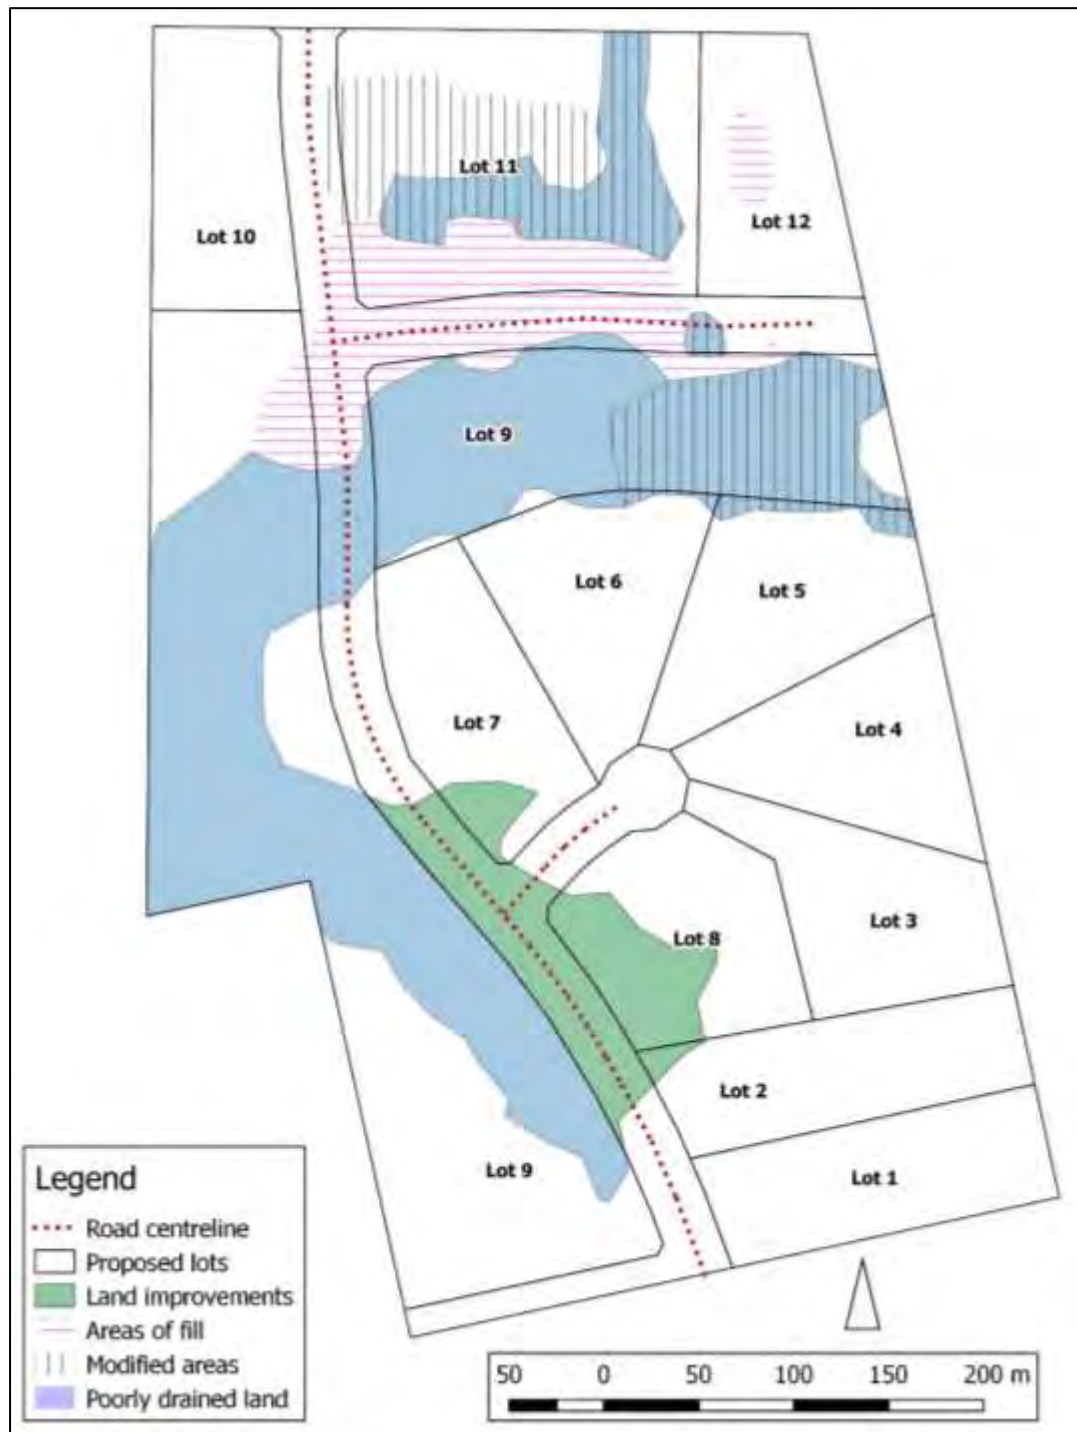 Lot 11
Lot 12
Lot 10
Lot 9
Lot 6
Lot 5
Lot 7
Lot 4
Lot 3
Lot 8
Lot 2
Lot 9
Lot 1
Legend
Road centreline
Proposed lots
Land improvements
Areas of fill
Modified areas
Poorly drained land
50 0 50 100 150 200 m